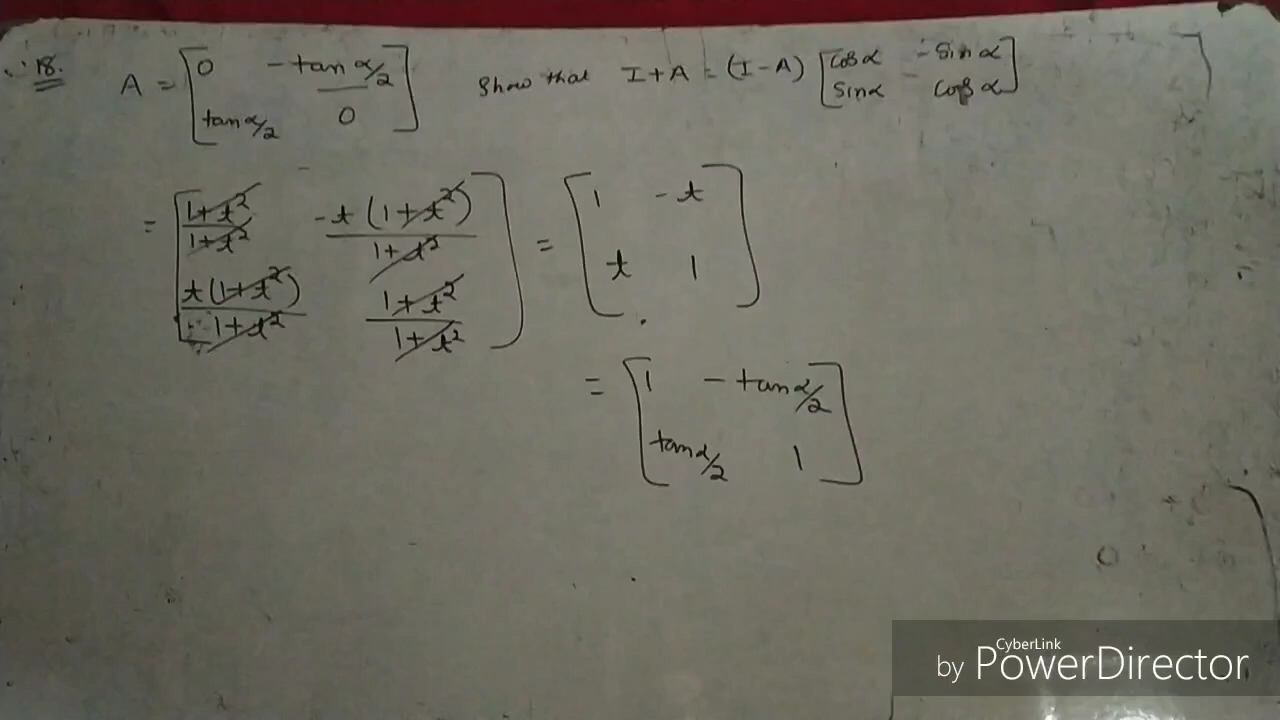 18. A = [0 -tan α/2 tan α/2 0] Show that I+A = (I-A) [cos α -sin α sin α cos α]
= [1+t²/1+t² -t(1+t²)/1+t² t(1+t²)/1+t² 1+t²/1+t²] = [1 -t t 1]
= [1 -tan α/2 tan α/2 1]
CyberLink
by PowerDirector